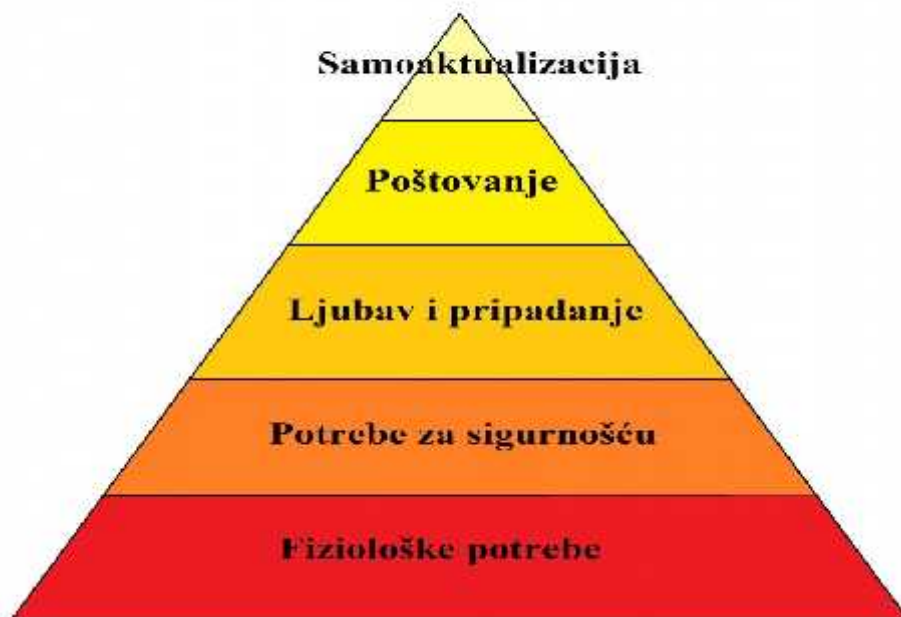 Samoaktualizacija
Poštovanje
Ljubav i pripadanje
Potrebe za sigurnošću
Fiziološke potrebe